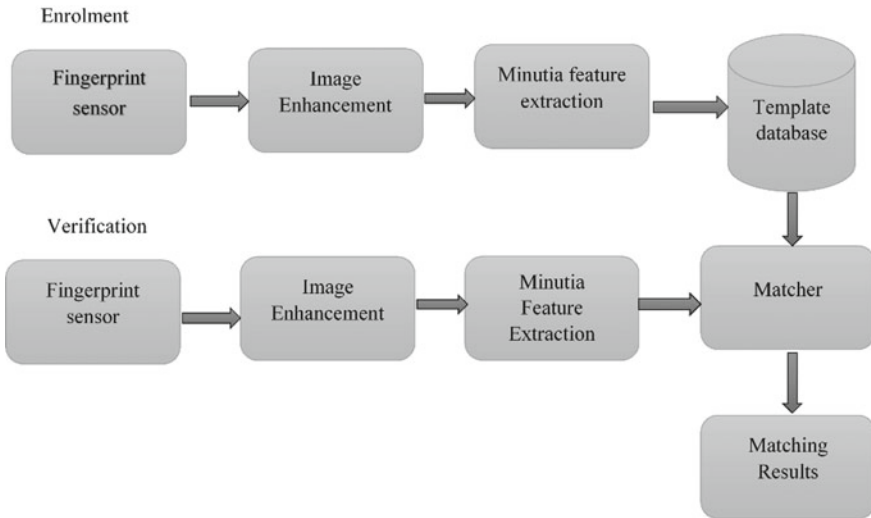 Enrolment
Fingerprint
sensor
Image
Enhancement
Minutia feature
extraction
Template
database
Verification
Fingerprint
sensor
Image
Enhancement
Minutia
Feature
Extraction
Matcher
Matching
Results